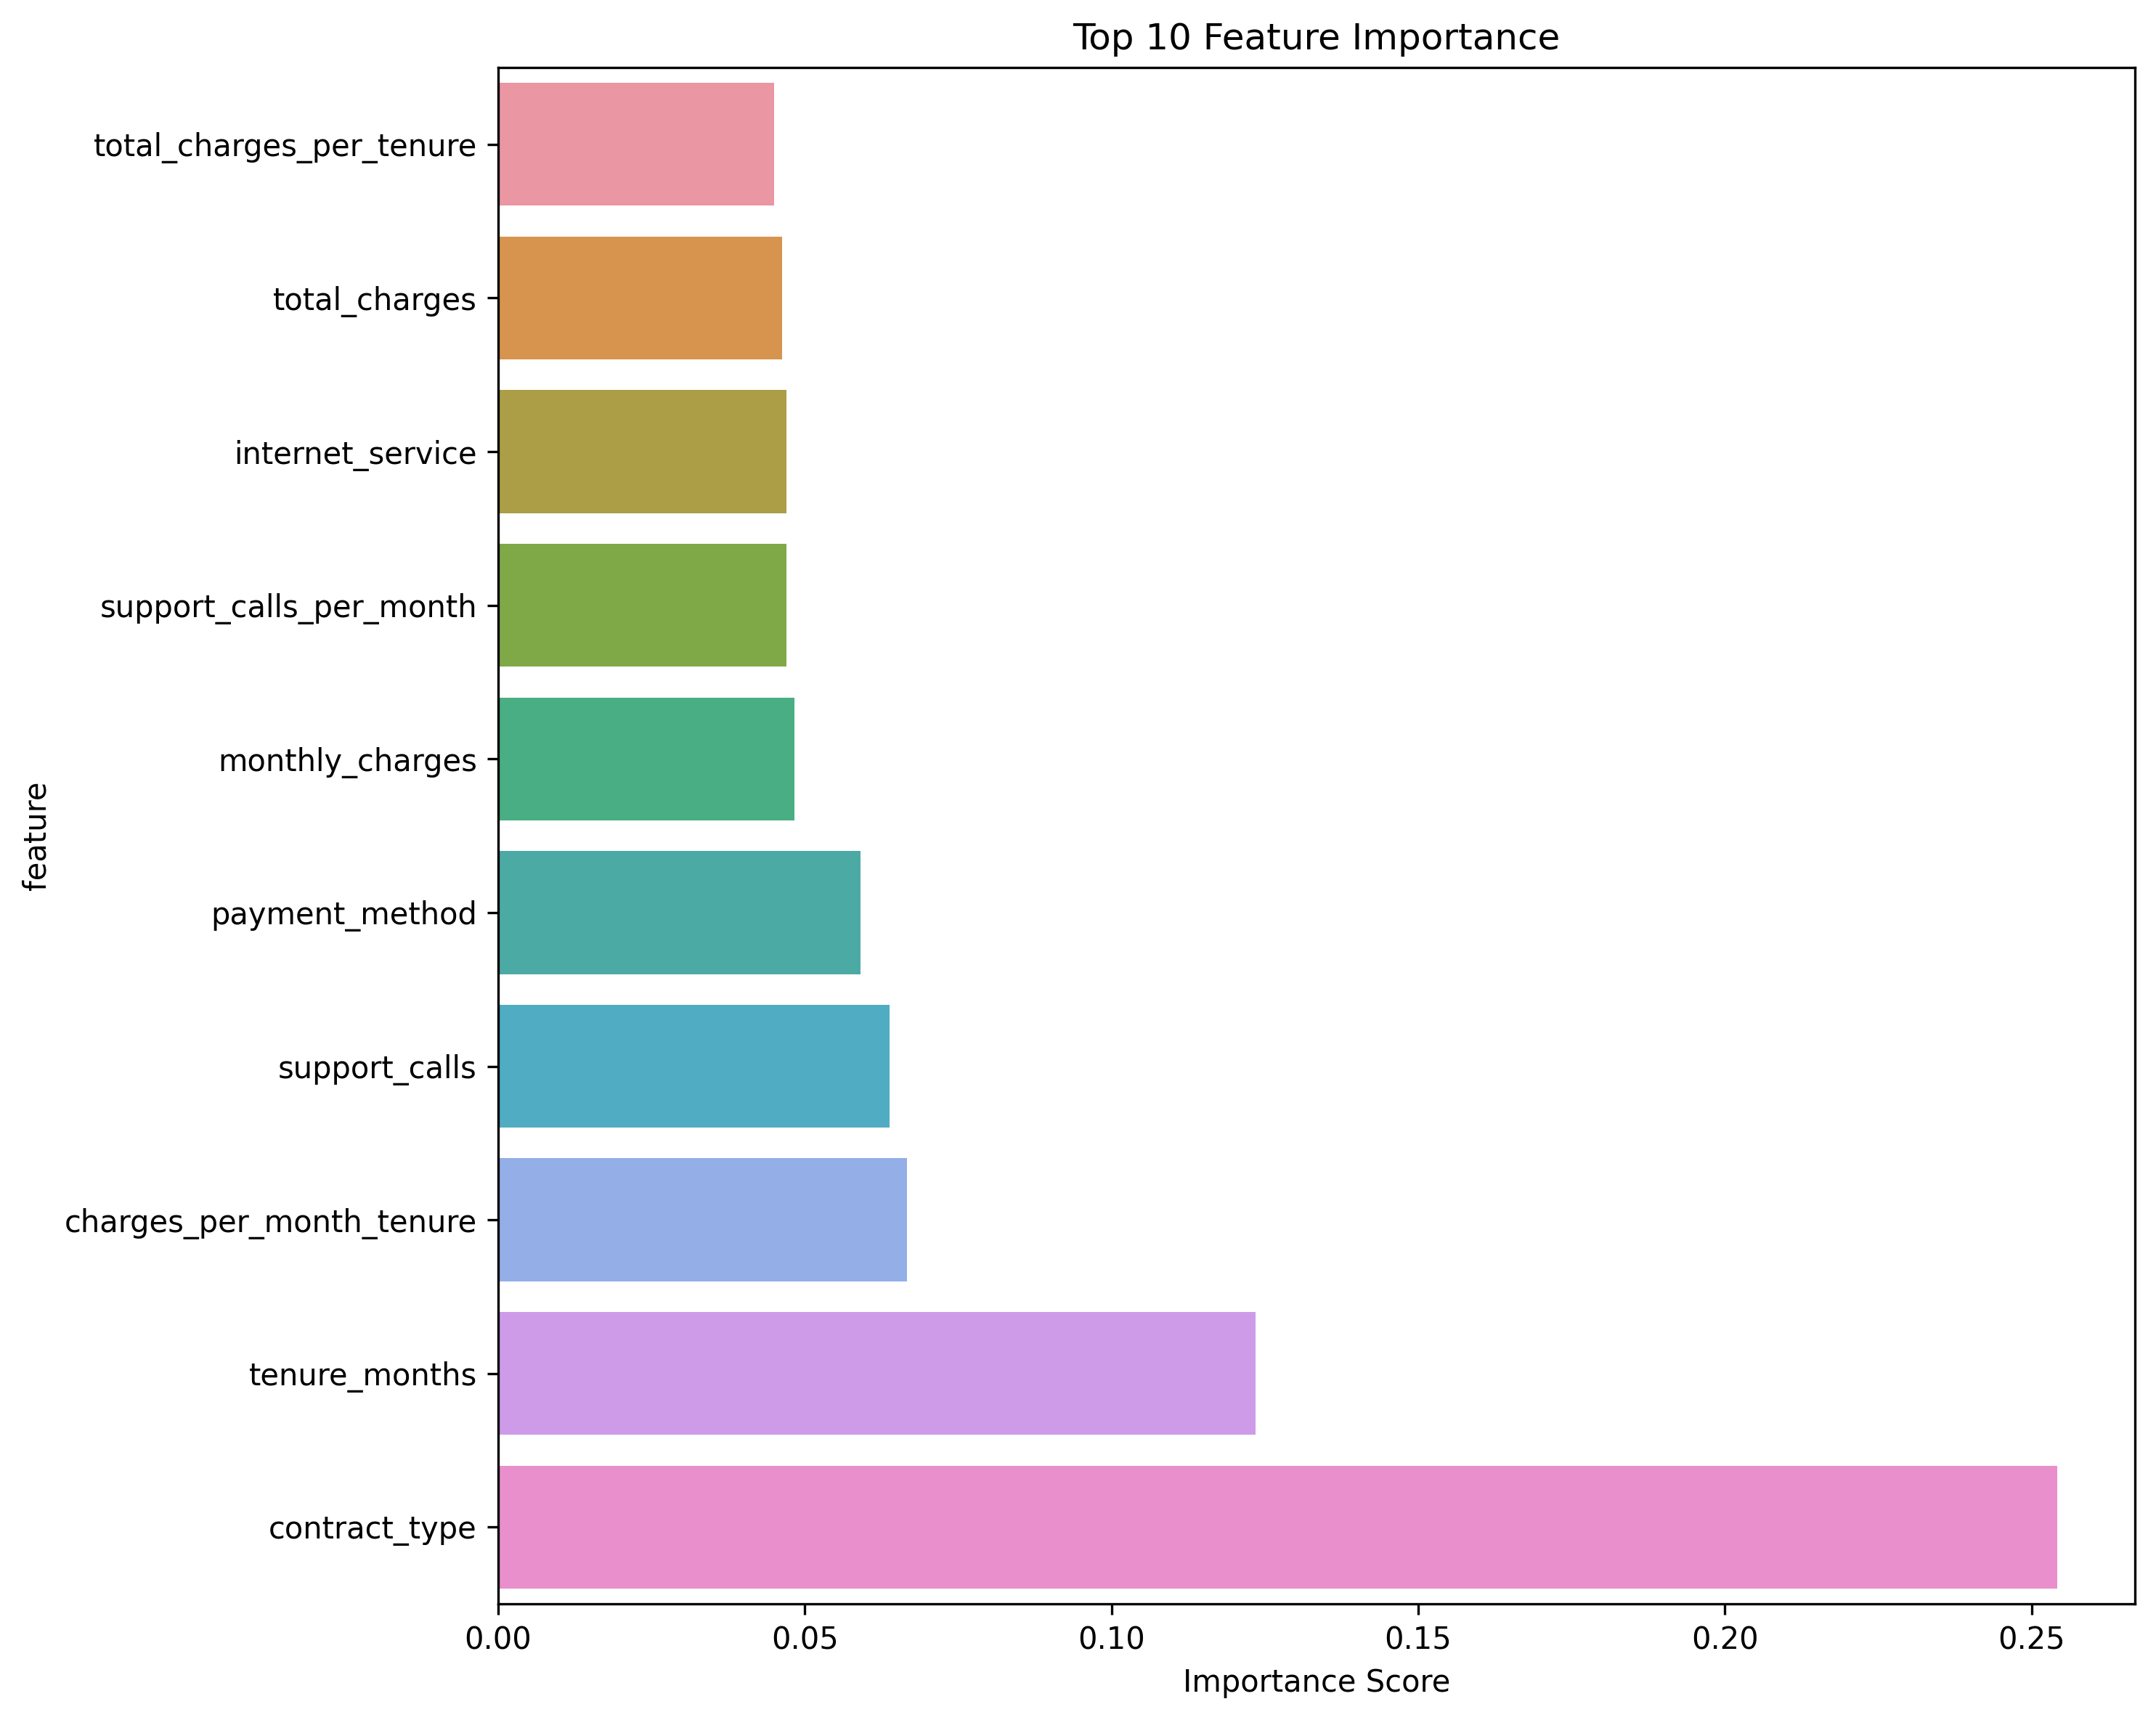 Top 10 Feature Importance
total_charges_per_tenure
total_charges
internet_service
support_calls_per_month
monthly_charges
payment_method
support_calls
charges_per_month_tenure
tenure_months
contract_type
feature
0.00 0.05 0.10 0.15 0.20 0.25
Importance Score